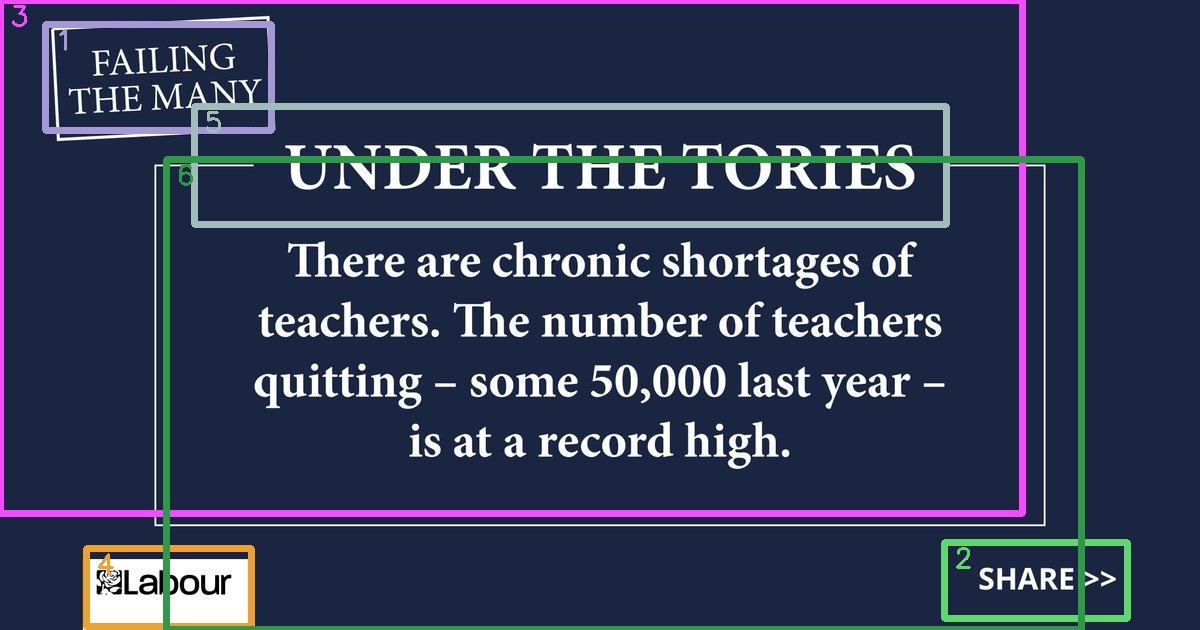 FAILING
THE MANY
UNDER THE TORIES
There are chronic shortages of
teachers. The number of teachers
quitting – some 50,000 last year –
is at a record high.
Labour
SHARE >>